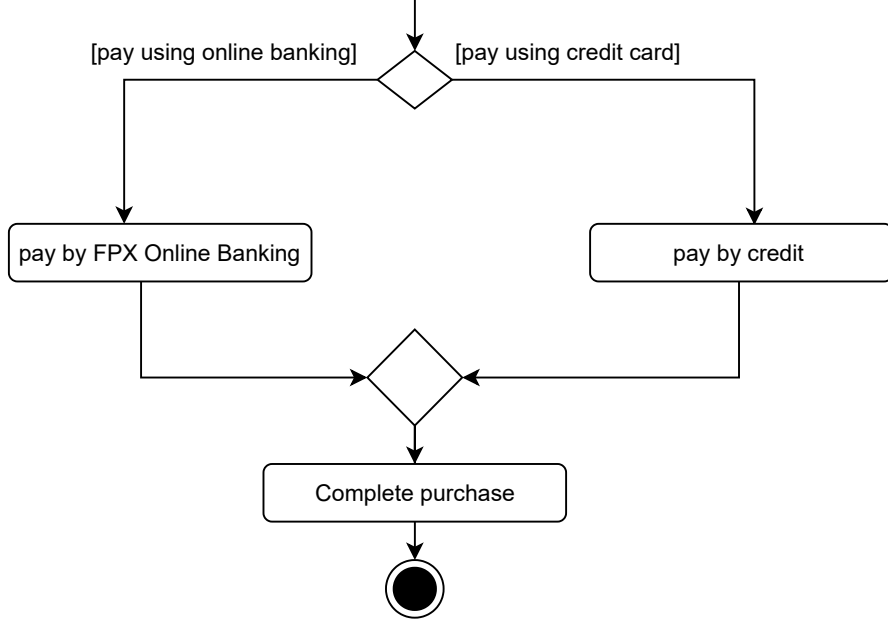 [pay using online banking]
[pay using credit card]
pay by FPX Online Banking
pay by credit
Complete purchase